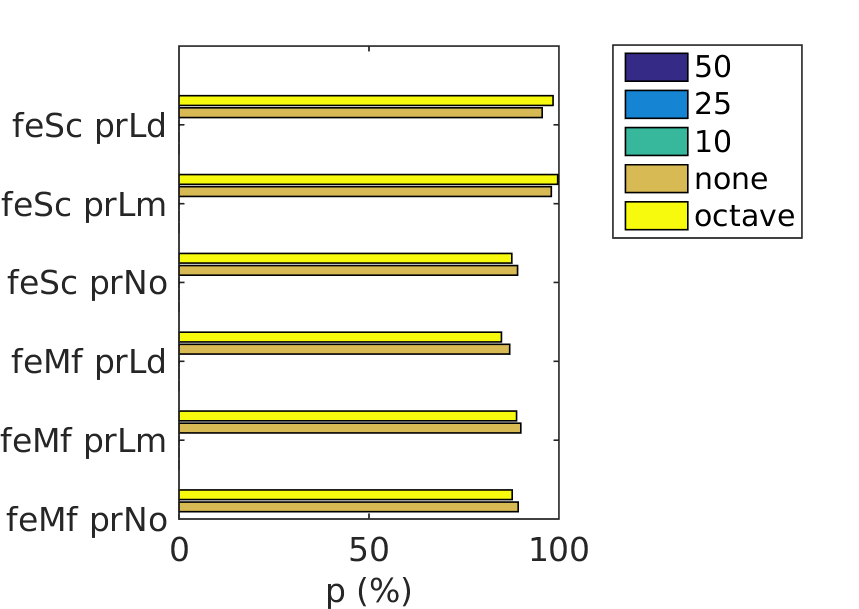 feSc prLd
feSc prLm
feSc prNo
feMf prLd
feMf prLm
feMf prNo
0 50 100
p (%)
50
25
10
none
octave